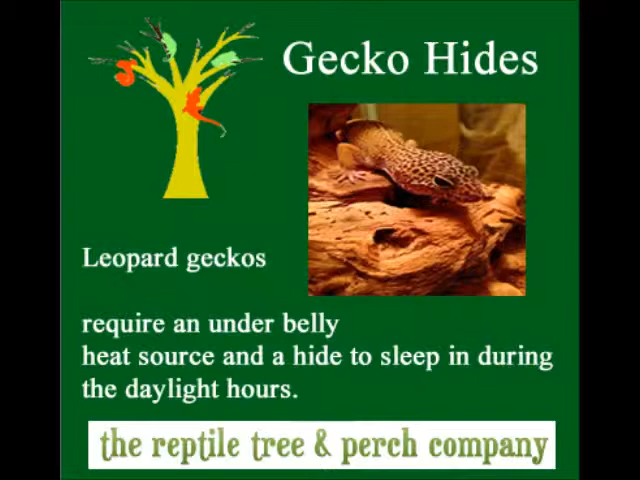 Gecko Hides
Leopard geckos
require an under belly
heat source and a hide to sleep in during
the daylight hours.
the reptile tree & perch company